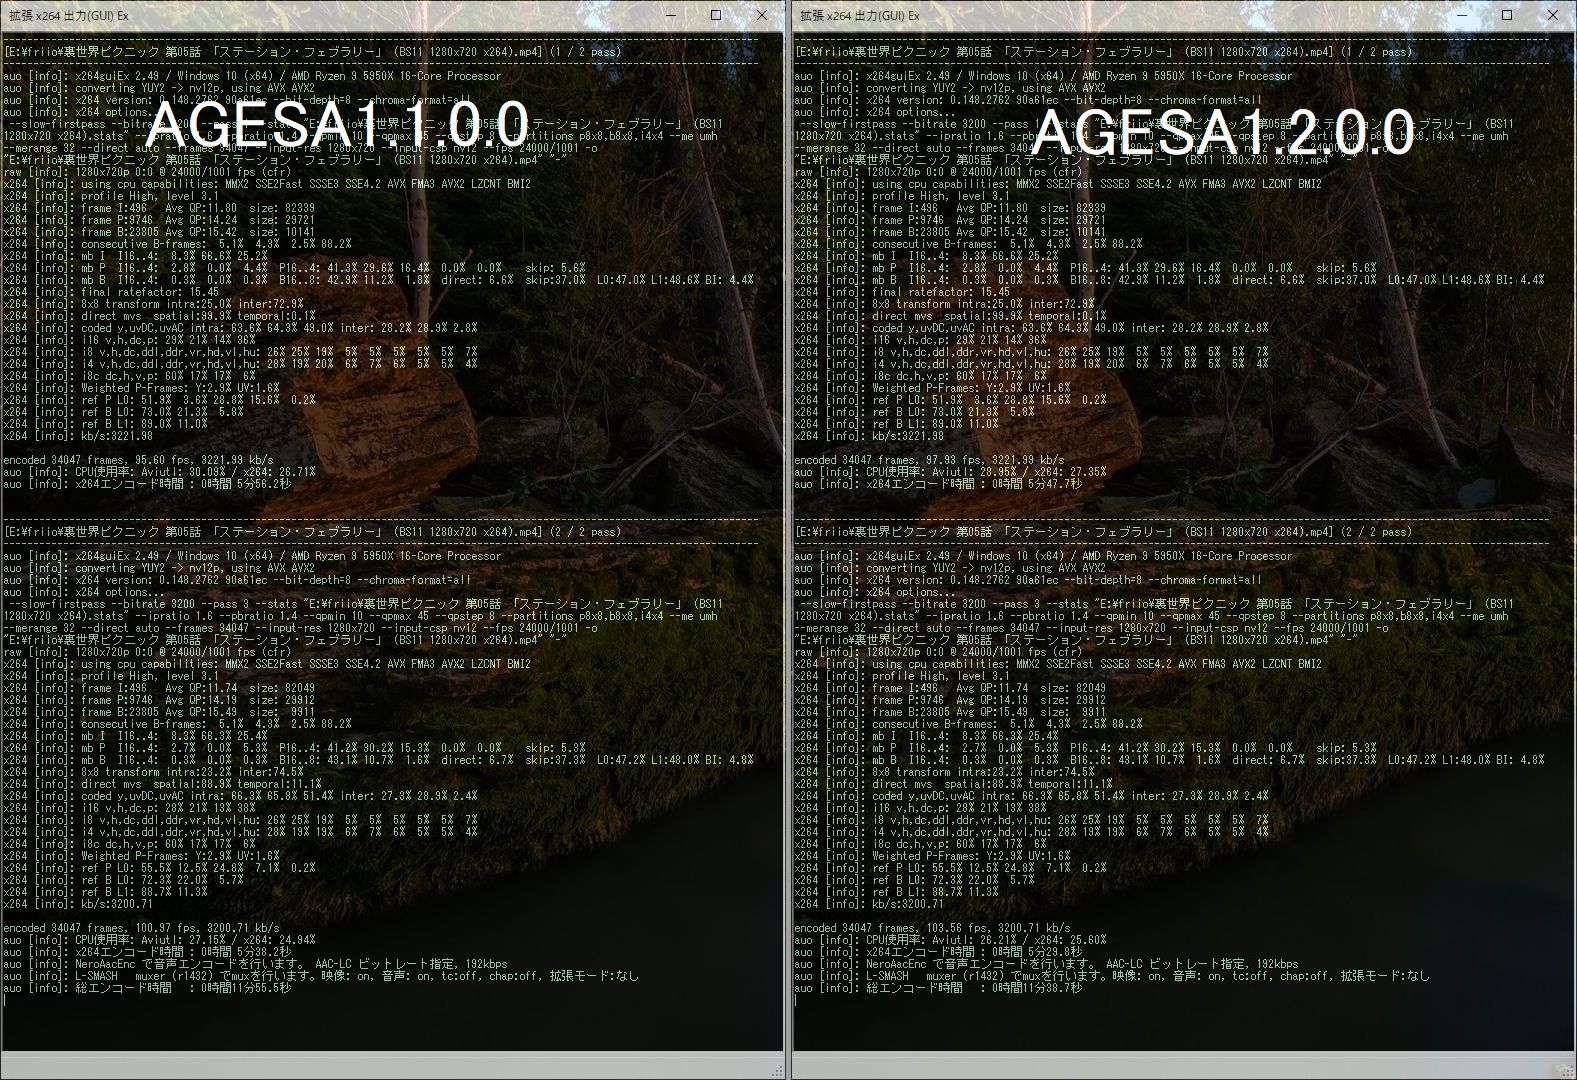 拡張 x264 出力(GUI) Ex
[E:¥friio¥裏世界ピクニック 第05話 「ステーション・フェブラリー」 (BS11 1280x720 x264).mp4] (1 / 2 pass)
auo [info]: x264guiEx 2.49 / Windows 10 (x64) / AMD Ryzen 9 5950X 16-Core Processor
auo [info]: converting YUY2 -> nv12p, using AVX AVX2
auo [info]: x264 version: 0.148.2762 90a61ec --bit-depth=8 --chroma-format=all
auo [info]: x264 options...
AGESA1.1.0.0
--slow-firstpass --bitrate 3200
1280x720 x264).stats"
--merange 32 --direct auto --frames 34047 --input-res 1280x720 --input-csp nv12 --fps 24000/1001 -o
"E:¥friio¥裏世界ピクニック 第05話 「ステーション・フェブラリー」 (BS11 1280x720 x264).mp4" "-"
raw [info]: 1280x720p 0:0 @ 24000/1001 fps (cfr)
x264 [info]: using cpu capabilities: MMX2 SSE2Fast SSSE3 SSE4.2 AVX FMA3 AVX2 LZCNT BMI2
x264 [info]: profile High, level 3.1
x264 [info]: frame I:496   Avg QP:11.80  size: 82339
x264 [info]: frame P:9746  Avg QP:14.24  size: 29721
x264 [info]: frame B:23805 Avg QP:15.42  size: 10141
x264 [info]: consecutive B-frames:  5.1%  4.3%  2.5% 88.2%
x264 [info]: mb I  I16..4:  8.3% 66.6% 25.2%
x264 [info]: mb P  I16..4:  2.8%  0.0%  4.4%  P16..4: 41.3% 29.6% 16.4%  0.0%  0.0%    skip: 5.6%
x264 [info]: mb B  I16..4:  0.3%  0.0%  0.3%  B16..8: 42.9% 11.2%  1.8%  direct: 6.6%  skip:37.0%  L0:47.0% L1:48.6% BI: 4.4%
x264 [info]: final ratefactor: 15.45
x264 [info]: 8x8 transform intra:25.0% inter:72.9%
x264 [info]: direct mvs  spatial:99.9% temporal:0.1%
x264 [info]: coded y,uvDC,uvAC intra: 63.6% 64.3% 49.0% inter: 28.2% 28.9% 2.8%
x264 [info]: i16 v,h,dc,p: 29% 21% 14% 36%
x264 [info]: i8 v,h,dc,ddl,ddr,vr,hd,vl,hu: 26% 25% 19%  5%  5%  5%  5%  5%  7%
x264 [info]: i4 v,h,dc,ddl,ddr,vr,hd,vl,hu: 28% 19% 20%  6%  7%  6%  5%  5%  4%
x264 [info]: i8c dc,h,v,p: 60% 17% 17%  6%
x264 [info]: Weighted P-Frames: Y:2.9% UV:1.6%
x264 [info]: ref P L0: 51.9%  3.6% 28.8% 15.6%  0.2%
x264 [info]: ref B L0: 73.0% 21.3%  5.8%
x264 [info]: ref B L1: 89.0% 11.0%
x264 [info]: kb/s:3221.98
encoded 34047 frames, 95.60 fps, 3221.99 kb/s
auo [info]: CPU使用率: Aviutl: 30.09% / x264: 26.71%
auo [info]: x264エンコード時間 : 0時間 5分56.2秒
[E:¥friio¥裏世界ピクニック 第05話 「ステーション・フェブラリー」 (BS11 1280x720 x264).mp4] (2 / 2 pass)
auo [info]: x264guiEx 2.49 / Windows 10 (x64) / AMD Ryzen 9 5950X 16-Core Processor
auo [info]: converting YUY2 -> nv12p, using AVX AVX2
auo [info]: x264 version: 0.148.2762 90a61ec --bit-depth=8 --chroma-format=all
auo [info]: x264 options...
--slow-firstpass --bitrate 3200 --pass 3 --stats "E:¥friio¥裏世界ピクニック 第05話 「ステーション・フェブラリー」 (BS11
1280x720 x264).stats" --ipratio 1.6 --pbratio 1.4 --qpmin 10 --qpmax 45 --qpstep 8 --partitions p8x8,b8x8,i4x4 --me umh
--merange 32 --direct auto --frames 34047 --input-res 1280x720 --input-csp nv12 --fps 24000/1001 -o
"E:¥friio¥裏世界ピクニック 第05話 「ステーション・フェブラリー」 (BS11 1280x720 x264).mp4" "-"
raw [info]: 1280x720p 0:0 @ 24000/1001 fps (cfr)
x264 [info]: using cpu capabilities: MMX2 SSE2Fast SSSE3 SSE4.2 AVX FMA3 AVX2 LZCNT BMI2
x264 [info]: profile High, level 3.1
x264 [info]: frame I:496   Avg QP:11.74  size: 82049
x264 [info]: frame P:9746  Avg QP:14.19  size: 29912
x264 [info]: frame B:23805 Avg QP:15.49  size:  9911
x264 [info]: consecutive B-frames:  5.1%  4.3%  2.5% 88.2%
x264 [info]: mb I  I16..4:  8.3% 66.3% 25.4%
x264 [info]: mb P  I16..4:  2.7%  0.0%  5.3%  P16..4: 41.2% 30.2% 15.3%  0.0%  0.0%    skip: 5.3%
x264 [info]: mb B  I16..4:  0.3%  0.0%  0.3%  B16..8: 43.1% 10.7%  1.6%  direct: 6.7%  skip:37.3%  L0:47.2% L1:48.0% BI: 4.8%
x264 [info]: 8x8 transform intra:23.2% inter:74.5%
x264 [info]: direct mvs  spatial:88.9% temporal:11.1%
x264 [info]: coded y,uvDC,uvAC intra: 66.3% 65.8% 51.4% inter: 27.3% 28.9% 2.4%
x264 [info]: i16 v,h,dc,p: 28% 21% 13% 38%
x264 [info]: i8 v,h,dc,ddl,ddr,vr,hd,vl,hu: 26% 25% 19%  5%  5%  5%  5%  5%  7%
x264 [info]: i4 v,h,dc,ddl,ddr,vr,hd,vl,hu: 28% 19% 19%  6%  7%  6%  5%  5%  4%
x264 [info]: i8c dc,h,v,p: 60% 17% 17%  6%
x264 [info]: Weighted P-Frames: Y:2.9% UV:1.6%
x264 [info]: ref P L0: 55.5% 12.5% 24.8%  7.1%  0.2%
x264 [info]: ref B L0: 72.3% 22.0%  5.7%
x264 [info]: ref B L1: 88.7% 11.3%
x264 [info]: kb/s:3200.71
encoded 34047 frames, 100.97 fps, 3200.71 kb/s
auo [info]: CPU使用率: Aviutl: 27.15% / x264: 24.94%
auo [info]: x264エンコード時間 : 0時間 5分38.2秒
auo [info]: NeroAacEnc で音声エンコードを行います。 AAC-LC ビットレート指定, 192kbps
auo [info]: L-SMASH   muxer (r1432) でmuxを行います。映像: on, 音声: on, tc:off, chap:off, 拡張モード:なし
auo [info]: 総エンコード時間   : 0時間11分55.5秒
拡張 x264 出力(GUI) Ex
[E:¥friio¥裏世界ピクニック 第05話 「ステーション・フェブラリー」 (BS11 1280x720 x264).mp4] (1 / 2 pass)
auo [info]: x264guiEx 2.49 / Windows 10 (x64) / AMD Ryzen 9 5950X 16-Core Processor
auo [info]: converting YUY2 -> nv12p, using AVX AVX2
auo [info]: x264 version: 0.148.2762 90a61ec --bit-depth=8 --chroma-format=all
auo [info]: x264 options...
AGESA1.2.0.0
--slow-firstpass --bitrate 3200
1280x720 x264).stats" --ipratio 1.6
--merange 32 --direct auto --frames 34047 --input-res 1280x720 --input-csp nv12 --fps 24000/1001 -o
"E:¥friio¥裏世界ピクニック 第05話 「ステーション・フェブラリー」 (BS11 1280x720 x264).mp4" "-"
raw [info]: 1280x720p 0:0 @ 24000/1001 fps (cfr)
x264 [info]: using cpu capabilities: MMX2 SSE2Fast SSSE3 SSE4.2 AVX FMA3 AVX2 LZCNT BMI2
x264 [info]: profile High, level 3.1
x264 [info]: frame I:496   Avg QP:11.80  size: 82339
x264 [info]: frame P:9746  Avg QP:14.24  size: 29721
x264 [info]: frame B:23805 Avg QP:15.42  size: 10141
x264 [info]: consecutive B-frames:  5.1%  4.3%  2.5% 88.2%
x264 [info]: mb I  I16..4:  8.3% 66.6% 25.2%
x264 [info]: mb P  I16..4:  2.8%  0.0%  4.4%  P16..4: 41.3% 29.6% 16.4%  0.0%  0.0%    skip: 5.6%
x264 [info]: mb B  I16..4:  0.3%  0.0%  0.3%  B16..8: 42.9% 11.2%  1.8%  direct: 6.6%  skip:37.0%  L0:47.0% L1:48.6% BI: 4.4%
x264 [info]: final ratefactor: 15.45
x264 [info]: 8x8 transform intra:25.0% inter:72.9%
x264 [info]: direct mvs  spatial:99.9% temporal:0.1%
x264 [info]: coded y,uvDC,uvAC intra: 63.6% 64.3% 49.0% inter: 28.2% 28.9% 2.8%
x264 [info]: i16 v,h,dc,p: 29% 21% 14% 36%
x264 [info]: i8 v,h,dc,ddl,ddr,vr,hd,vl,hu: 26% 25% 19%  5%  5%  5%  5%  5%  7%
x264 [info]: i4 v,h,dc,ddl,ddr,vr,hd,vl,hu: 28% 19% 20%  6%  7%  6%  5%  5%  4%
x264 [info]: i8c dc,h,v,p: 60% 17% 17%  6%
x264 [info]: Weighted P-Frames: Y:2.9% UV:1.6%
x264 [info]: ref P L0: 51.9%  3.6% 28.8% 15.6%  0.2%
x264 [info]: ref B L0: 73.0% 21.3%  5.8%
x264 [info]: ref B L1: 89.0% 11.0%
x264 [info]: kb/s:3221.98
encoded 34047 frames, 97.93 fps, 3221.99 kb/s
auo [info]: CPU使用率: Aviutl: 28.95% / x264: 27.35%
auo [info]: x264エンコード時間 : 0時間 5分47.7秒
[E:¥friio¥裏世界ピクニック 第05話 「ステーション・フェブラリー」 (BS11 1280x720 x264).mp4] (2 / 2 pass)
auo [info]: x264guiEx 2.49 / Windows 10 (x64) / AMD Ryzen 9 5950X 16-Core Processor
auo [info]: converting YUY2 -> nv12p, using AVX AVX2
auo [info]: x264 version: 0.148.2762 90a61ec --bit-depth=8 --chroma-format=all
auo [info]: x264 options...
--slow-firstpass --bitrate 3200 --pass 3 --stats "E:¥friio¥裏世界ピクニック 第05話 「ステーション・フェブラリー」 (BS11
1280x720 x264).stats" --ipratio 1.6 --pbratio 1.4 --qpmin 10 --qpmax 45 --qpstep 8 --partitions p8x8,b8x8,i4x4 --me umh
--merange 32 --direct auto --frames 34047 --input-res 1280x720 --input-csp nv12 --fps 24000/1001 -o
"E:¥friio¥裏世界ピクニック 第05話 「ステーション・フェブラリー」 (BS11 1280x720 x264).mp4" "-"
raw [info]: 1280x720p 0:0 @ 24000/1001 fps (cfr)
x264 [info]: using cpu capabilities: MMX2 SSE2Fast SSSE3 SSE4.2 AVX FMA3 AVX2 LZCNT BMI2
x264 [info]: profile High, level 3.1
x264 [info]: frame I:496   Avg QP:11.74  size: 82049
x264 [info]: frame P:9746  Avg QP:14.19  size: 29912
x264 [info]: frame B:23805 Avg QP:15.49  size:  9911
x264 [info]: consecutive B-frames:  5.1%  4.3%  2.5% 88.2%
x264 [info]: mb I  I16..4:  8.3% 66.3% 25.4%
x264 [info]: mb P  I16..4:  2.7%  0.0%  5.3%  P16..4: 41.2% 30.2% 15.3%  0.0%  0.0%    skip: 5.3%
x264 [info]: mb B  I16..4:  0.3%  0.0%  0.3%  B16..8: 43.1% 10.7%  1.6%  direct: 6.7%  skip:37.3%  L0:47.2% L1:48.0% BI: 4.8%
x264 [info]: 8x8 transform intra:23.2% inter:74.5%
x264 [info]: direct mvs  spatial:88.9% temporal:11.1%
x264 [info]: coded y,uvDC,uvAC intra: 66.3% 65.8% 51.4% inter: 27.3% 28.9% 2.4%
x264 [info]: i16 v,h,dc,p: 28% 21% 13% 38%
x264 [info]: i8 v,h,dc,ddl,ddr,vr,hd,vl,hu: 26% 25% 19%  5%  5%  5%  5%  5%  7%
x264 [info]: i4 v,h,dc,ddl,ddr,vr,hd,vl,hu: 28% 19% 19%  6%  7%  6%  5%  5%  4%
x264 [info]: i8c dc,h,v,p: 60% 17% 17%  6%
x264 [info]: Weighted P-Frames: Y:2.9% UV:1.6%
x264 [info]: ref P L0: 55.5% 12.5% 24.8%  7.1%  0.2%
x264 [info]: ref B L0: 72.3% 22.0%  5.7%
x264 [info]: ref B L1: 88.7% 11.3%
x264 [info]: kb/s:3200.71
encoded 34047 frames, 103.56 fps, 3200.71 kb/s
auo [info]: CPU使用率: Aviutl: 26.21% / x264: 25.60%
auo [info]: x264エンコード時間 : 0時間 5分29.8秒
auo [info]: NeroAacEnc で音声エンコードを行います。 AAC-LC ビットレート指定, 192kbps
auo [info]: L-SMASH   muxer (r1432) でmuxを行います。映像: on, 音声: on, tc:off, chap:off, 拡張モード:なし
auo [info]: 総エンコード時間   : 0時間11分38.7秒